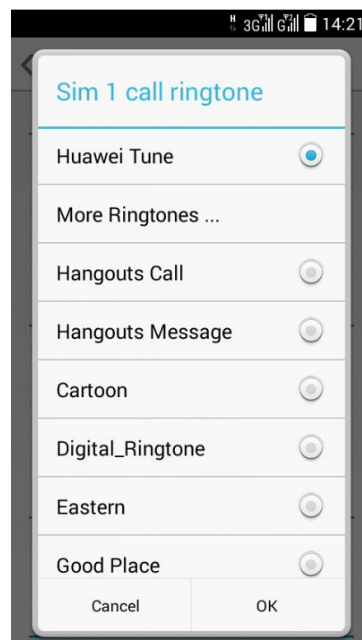 H 3G G 14:21
Sim 1 call ringtone
Huawei Tune
More Ringtones ...
Hangouts Call
Hangouts Message
Cartoon
Digital_Ringtone
Eastern
Good Place
Cancel OK